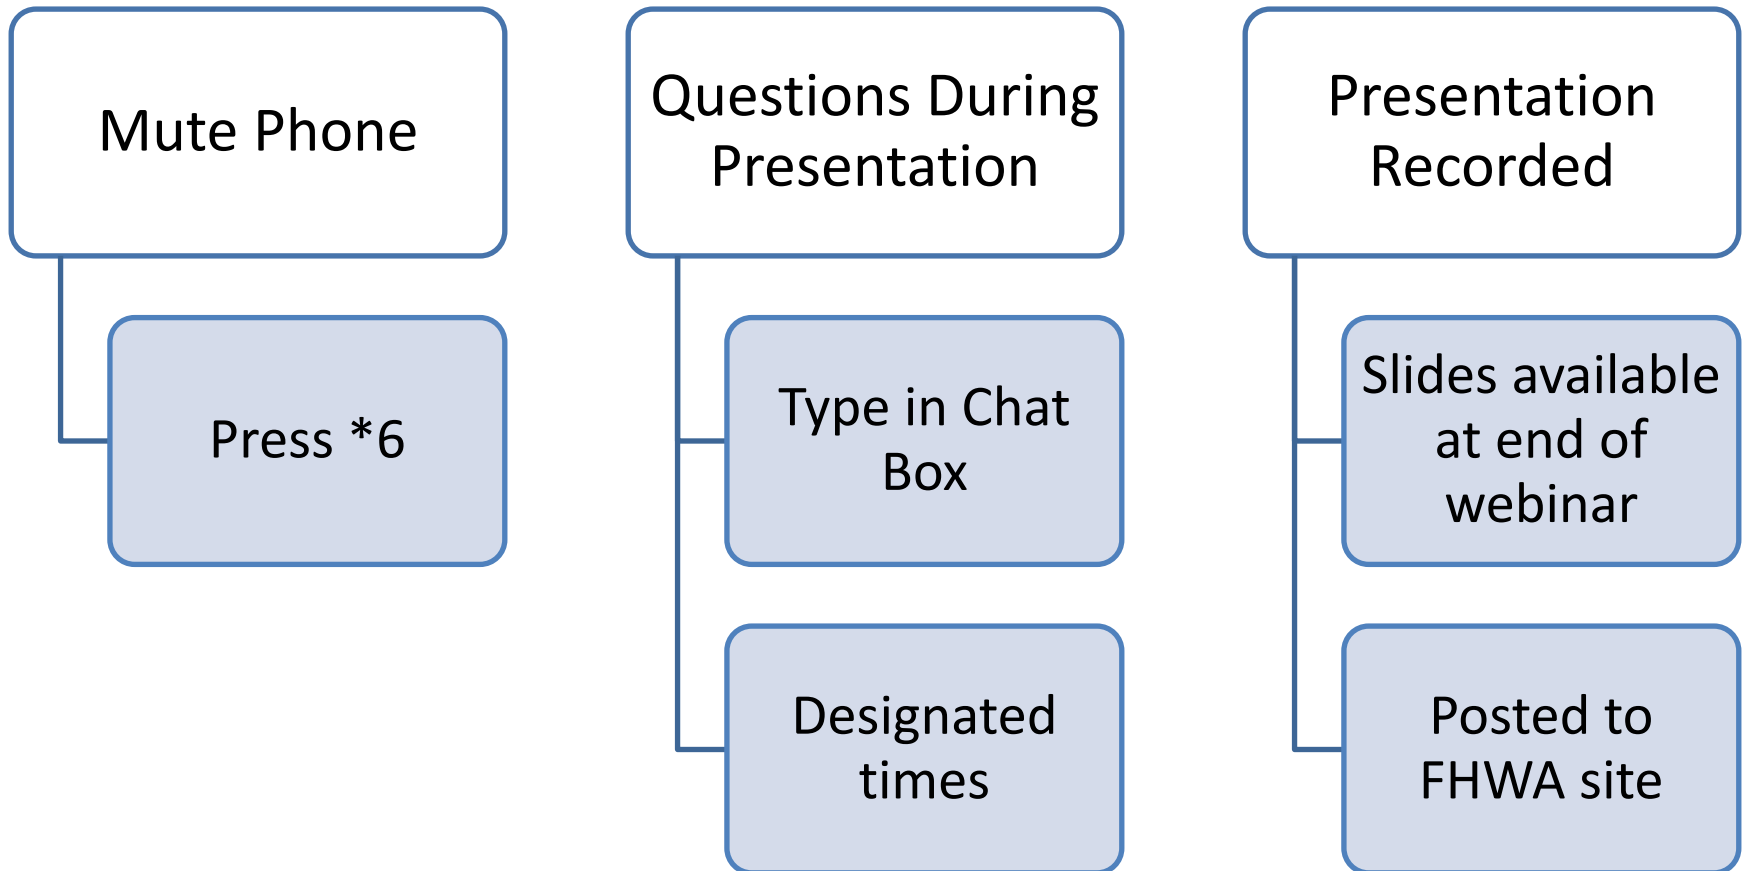 Mute Phone
Press *6
Questions During
Presentation
Type in Chat
Box
Designated
times
Presentation
Recorded
Slides available
at end of
webinar
Posted to
FHWA site